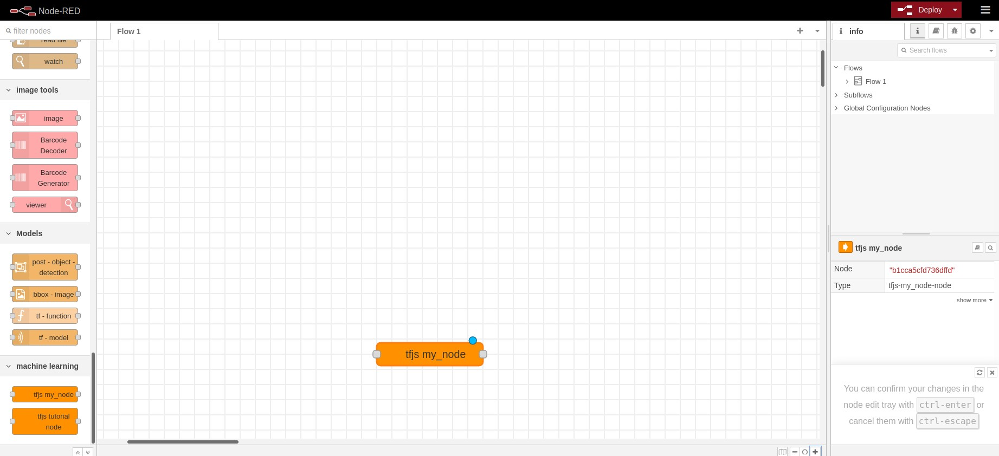 Node-RED
Deploy
filter nodes
Flow 1
info
read file
watch
Search flows
Flows
Flow 1
Subflows
Global Configuration Nodes
image tools
image
Barcode
Decoder
Barcode
Generator
viewer
Models
post - object -
detection
bbox - image
tf - function
tf - model
machine learning
tfjs my_node
tfjs tutorial
node
tfjs my_node
tfjs my_node
Node
"b1cca5cfd736dffd"
Type
tfjs-my_node-node
show more
You can confirm your changes in the
node edit tray with ctrl-enter or
cancel them with ctrl-escape